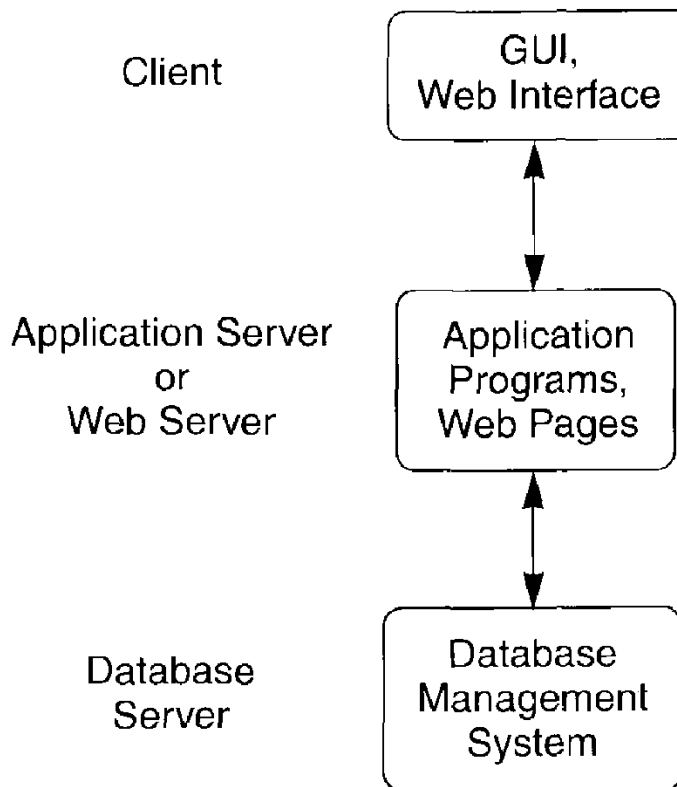 Client
GUI,
Web Interface
Application Server
or
Web Server
Application
Programs,
Web Pages
Database
Server
Database
Management
System